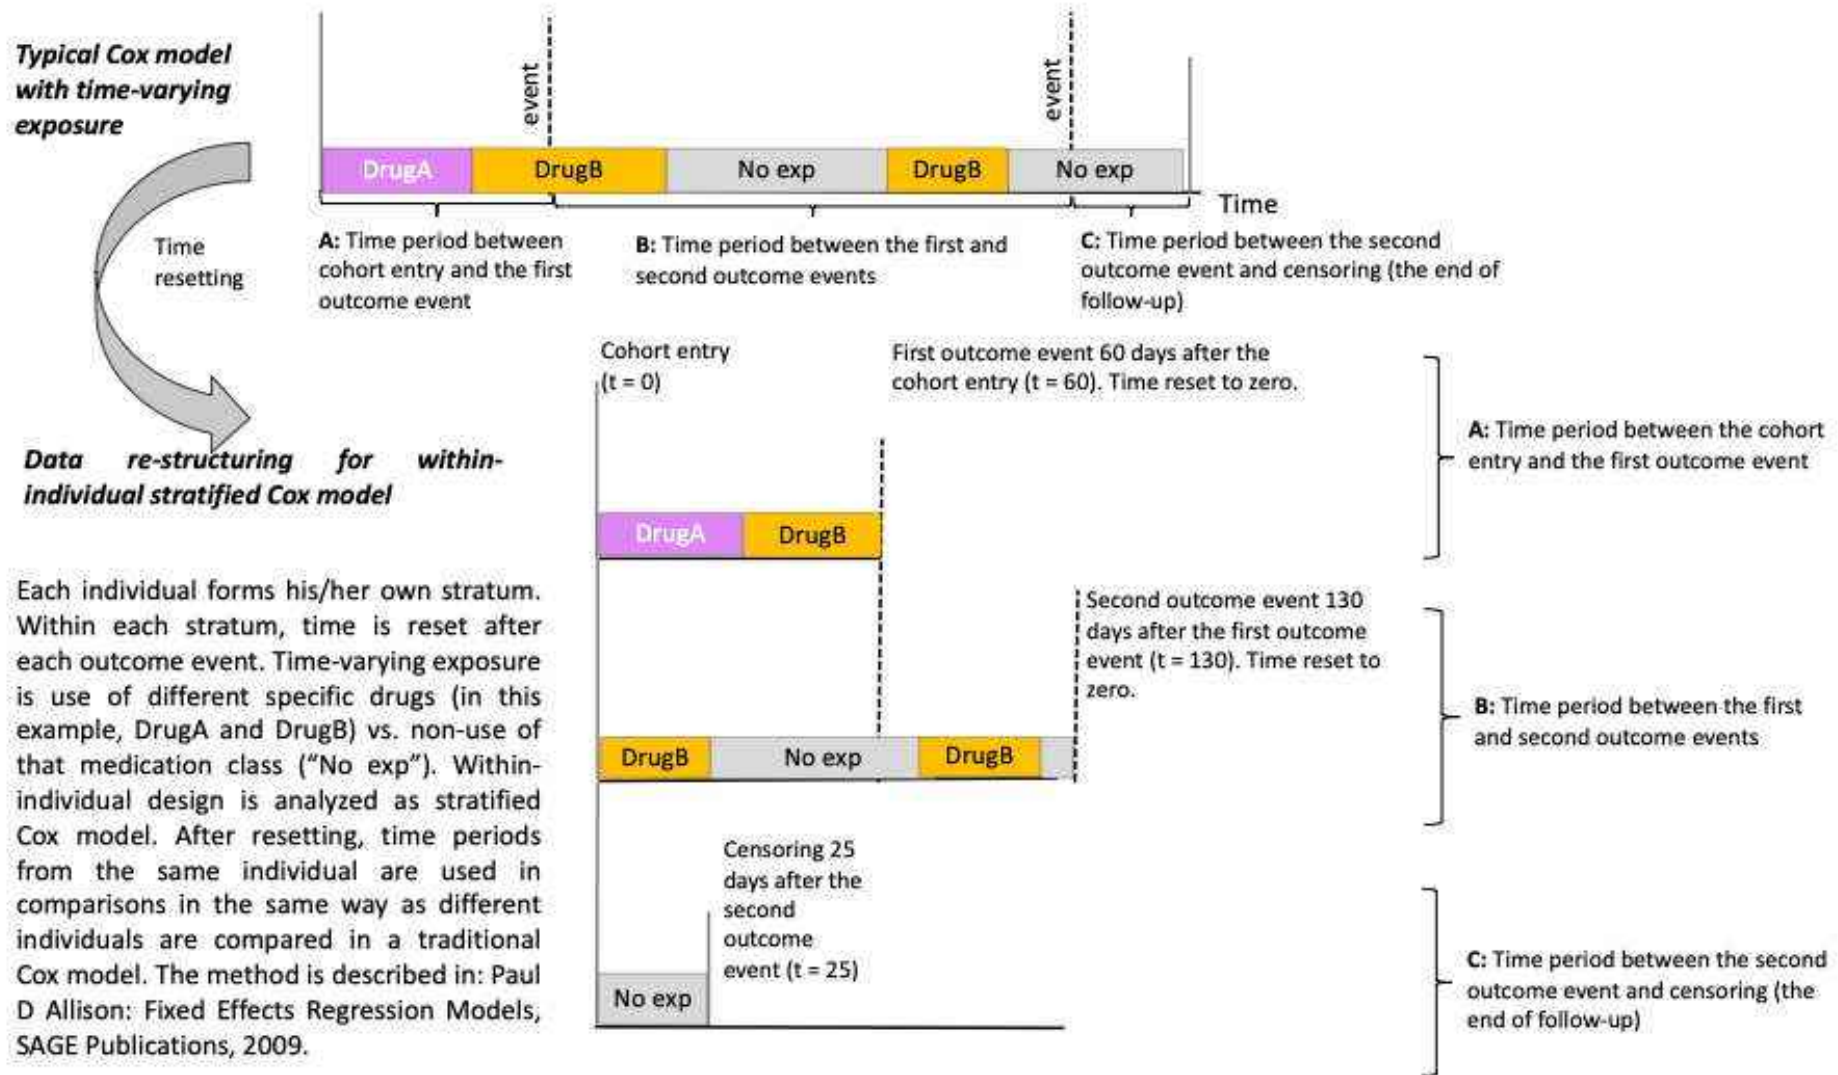 Typical Cox model
with time-varying
exposure
event
event
DrugA
DrugB
No exp
DrugB
No exp
Time
Time
resetting
A: Time period between
cohort entry and the first
outcome event
B: Time period between the first and
second outcome events
C: Time period between the second
outcome event and censoring (the end of
follow-up)
Cohort entry
(t = 0)
First outcome event 60 days after the
cohort entry (t = 60). Time reset to zero.
A: Time period between the cohort
entry and the first outcome event
Data re-structuring for within-
individual stratified Cox model
DrugA
DrugB
Each individual forms his/her own stratum.
Within each stratum, time is reset after
each outcome event. Time-varying exposure
is use of different specific drugs (in this
example, DrugA and DrugB) vs. non-use of
that medication class (“No exp”). Within-
individual design is analyzed as stratified
Cox model. After resetting, time periods
from the same individual are used in
comparisons in the same way as different
individuals are compared in a traditional
Cox model. The method is described in: Paul
D Allison: Fixed Effects Regression Models,
SAGE Publications, 2009.
Second outcome event 130
days after the first outcome
event (t = 130). Time reset to
zero.
B: Time period between the first
and second outcome events
DrugB
No exp
DrugB
Censoring 25
days after the
second
outcome
event (t = 25)
No exp
C: Time period between the second
outcome event and censoring (the
end of follow-up)